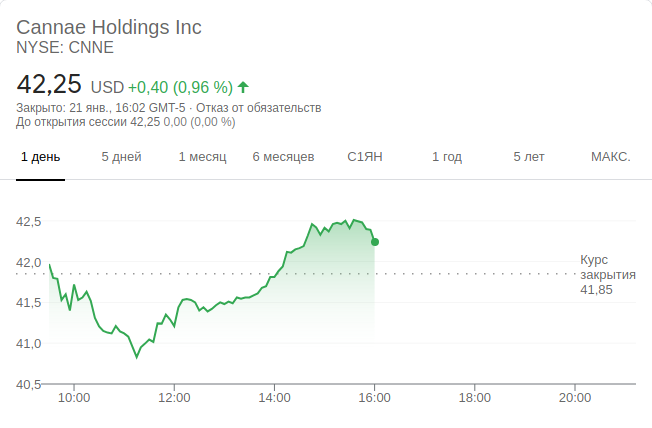 Cannae Holdings Inc
NYSE: CNNE
42,25 USD +0,40 (0,96 %)
Закрыто: 21 янв., 16:02 GMT-5 · Отказ от обязательств
До открытия сессии 42,25 0,00 (0,00 %)
1 день 5 дней 1 месяц 6 месяцев С1ЯН 1 год 5 лет МАКС.
42,5
42,0
41,5
41,0
40,5
Курс
закрытия
41,85
10:00 12:00 14:00 16:00 18:00 20:00